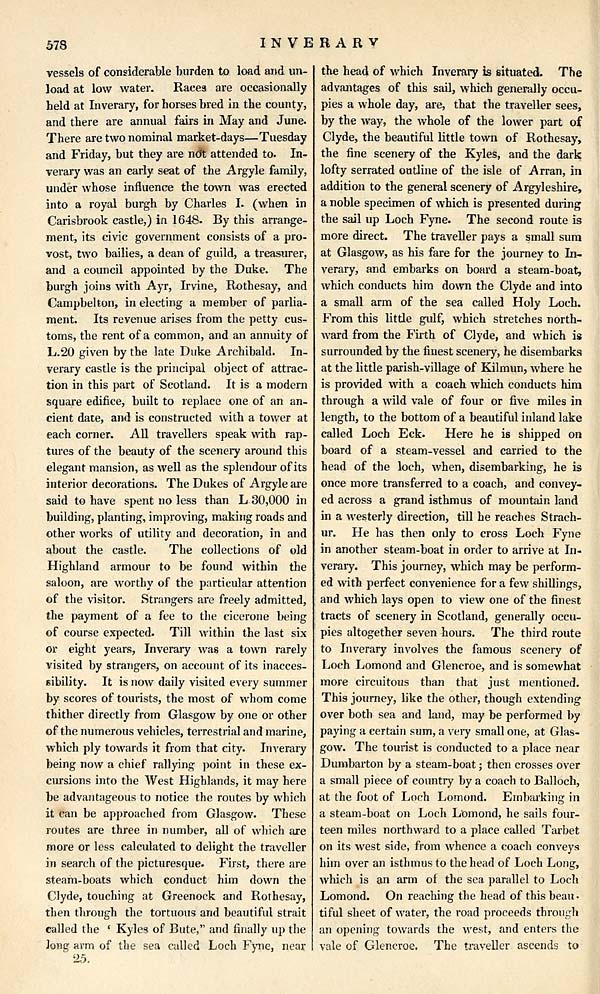 578
INVERARY
vessels of considerable burden to load and un-
load at low water. Races are occasionally
held at Inverary, for horses bred in the county,
and there are annual fairs in May and June.
There are two nominal market-days—Tuesday
and Friday, but they are not attended to. In-
verary was an early seat of the Argyle family,
under whose influence the town was erected
into a royal burgh by Charles I. (when in
Carisbrook castle,) in 1648. By this arrange-
ment, its civic government consists of a pro-
vost, two bailies, a dean of guild, a treasurer,
and a council appointed by the Duke. The
burgh joins with Ayr, Irvine, Rothesay, and
Campbelton, in electing a member of parlia-
ment. Its revenue arises from the petty cus-
toms, the rent of a common, and an annuity of
L.20 given by the late Duke Archibald. In-
verary castle is the principal object of attrac-
tion in this part of Scotland. It is a modern
square edifice, built to replace one of an an-
cient date, and is constructed with a tower at
each corner. All travellers speak with rap-
tures of the beauty of the scenery around this
elegant mansion, as well as the splendour of its
interior decorations. The Dukes of Argyle are
said to have spent no less than L 30,000 in
building, planting, improving, making roads and
other works of utility and decoration, in and
about the castle. The collections of old
Highland armour to be found within the
saloon, are worthy of the particular attention
of the visitor. Strangers are freely admitted,
the payment of a fee to the cicerone being
of course expected. Till within the last six
or eight years, Inverary was a town rarely
visited by strangers, on account of its inacces-
sibility. It is now daily visited every summer
by scores of tourists, the most of whom come
thither directly from Glasgow by one or other
of the numerous vehicles, terrestrial and marine,
which ply towards it from that city. Inverary
being now a chief rallying point in these ex-
cursions into the West Highlands, it may here
be advantageous to notice the routes by which
it can be approached from Glasgow. These
routes are three in number, all of which are
more or less calculated to delight the traveller
in search of the picturesque. First, there are
steam-boats which conduct him down the
Clyde, touching at Greenock and Rothesay,
then through the tortuous and beautiful strait
called the ‘ Kyles of Bute,” and finally up the
long arm of the sea called Loch Fyne, near
25.
the head of which Inverary is situated. The
advantages of this sail, which generally occu-
pies a whole day, are, that the traveller sees,
by the way, the whole of the lower part of
Clyde, the beautiful little town of Rothesay,
the fine scenery of the Kyles, and the dark
lofty serrated outline of the isle of Arran, in
addition to the general scenery of Argyleshire,
a noble specimen of which is presented during
the sail up Loch Fyne. The second route is
more direct. The traveller pays a small sum
at Glasgow, as his fare for the journey to In-
verary, and embarks on board a steam-boat,
which conducts him down the Clyde and into
a small arm of the sea called Holy Loch.
From this little gulf, which stretches north-
ward from the Firth of Clyde, and which is
surrounded by the finest scenery, he disembarks
at the little parish-village of Kilmun, where he
is provided with a coach which conducts him
through a wild vale of four or five miles in
length, to the bottom of a beautiful inland lake
called Loch Eck. Here he is shipped on
board of a steam-vessel and carried to the
head of the loch, when, disembarking, he is
once more transferred to a coach, and convey-
ed across a grand isthmus of mountain land
in a westerly direction, till he reaches Strach-
ur. He has then only to cross Loch Fyne
in another steam-boat in order to arrive at In-
verary. This journey, which may be perform-
ed with perfect convenience for a few shillings,
and which lays open to view one of the finest
tracts of scenery in Scotland, generally occu-
pies altogether seven hours. The third route
to Inverary involves the famous scenery of
Loch Lomond and Glencroe, and is somewhat
more circuitous than that just mentioned.
This journey, like the other, though extending
over both sea and land, may be performed by
paying a certain sum, a very small one, at Glas-
gow. The tourist is conducted to a place near
Dumbarton by a steam-boat ; then crosses over
a small piece of country by a coach to Balloch,
at the foot of Loch Lomond. Embarking in
a steam-boat on Loch Lomond, he sails four-
teen miles northward to a place called Tarbet
on its west side, from whence a coach conveys
him over an isthmus to the head of Loch Long,
which is an arm of the sea parallel to Loch
Lomond. On reaching the head of this beau-
tiful sheet of water, the road proceeds through
an opening towards the west, and enters the
vale of Glencroe. The traveller ascends to